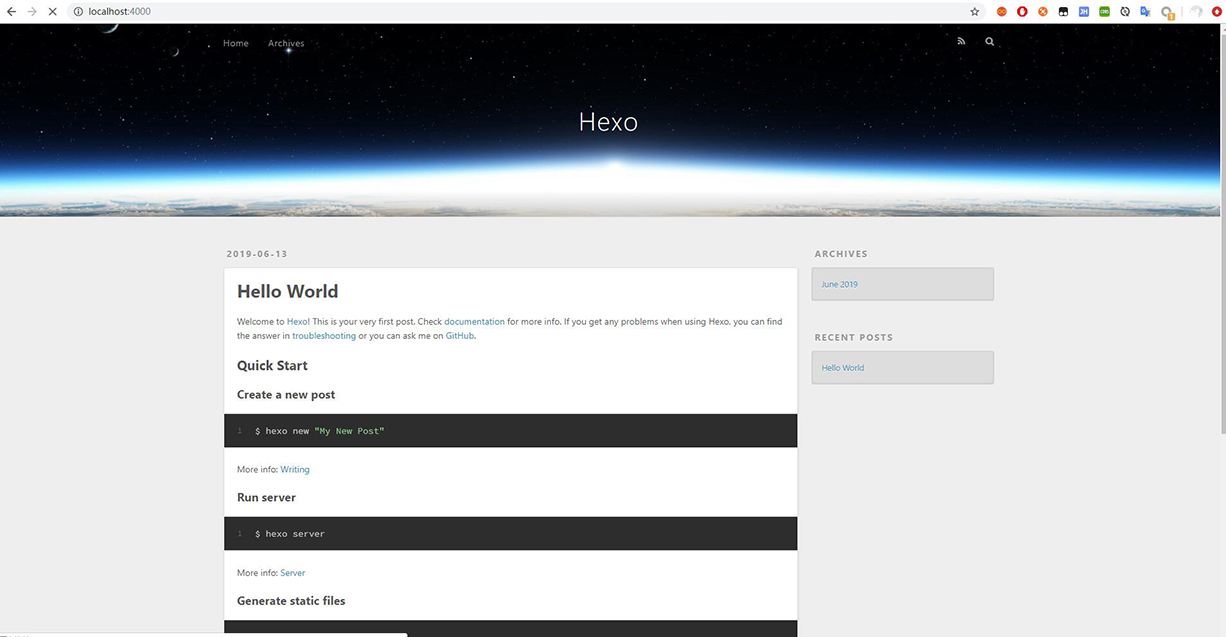 localhost:4000
Home Archives
Hexo
2019-06-13
Hello World
Welcome to Hexo! This is your very first post. Check documentation for more info. If you get any problems when using Hexo, you can find
the answer in troubleshooting or you can ask me on GitHub.
Quick Start
Create a new post
1 $ hexo new "My New Post"
More info: Writing
Run server
1 $ hexo server
More info: Server
Generate static files
ARCHIVES
June 2019
RECENT POSTS
Hello World